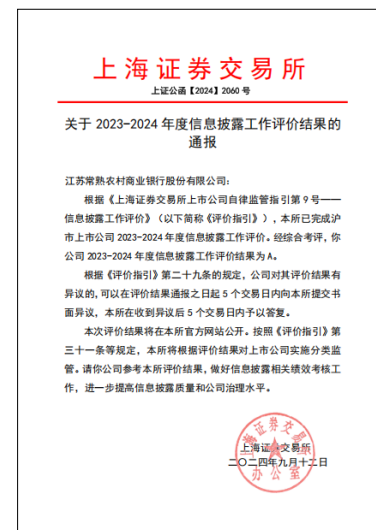 上海证券交易所
上证公函【2024】2060 号
关于 2023-2024 年度信息披露工作评价结果的
通报
江苏常熟农村商业银行股份有限公司：
根据《上海证券交易所上市公司自律监管指引第 9 号——
信息披露工作评价》（以下简称《评价指引》），本所已完成沪
市上市公司 2023-2024 年度信息披露工作评价。经综合考评，你
公司 2023-2024 年度信息披露工作评价结果为 A。
根据《评价指引》第二十九条的规定，公司对其评价结果有
异议的，可以在评价结果通报之日起 5 个交易日内向本所提交书
面异议，本所在收到异议后 5 个交易日内予以答复。
本次评价结果将在本所官方网站公开。按照《评价指引》第
三十一条等规定，本所将根据评价结果对上市公司实施分类监
管。请你公司参考本所评价结果，做好信息披露相关绩效考核工
作，进一步提高信息披露质量和公司治理水平。
上海证券交易所
二〇二四年九月十二日
上海证券交易所
办公室